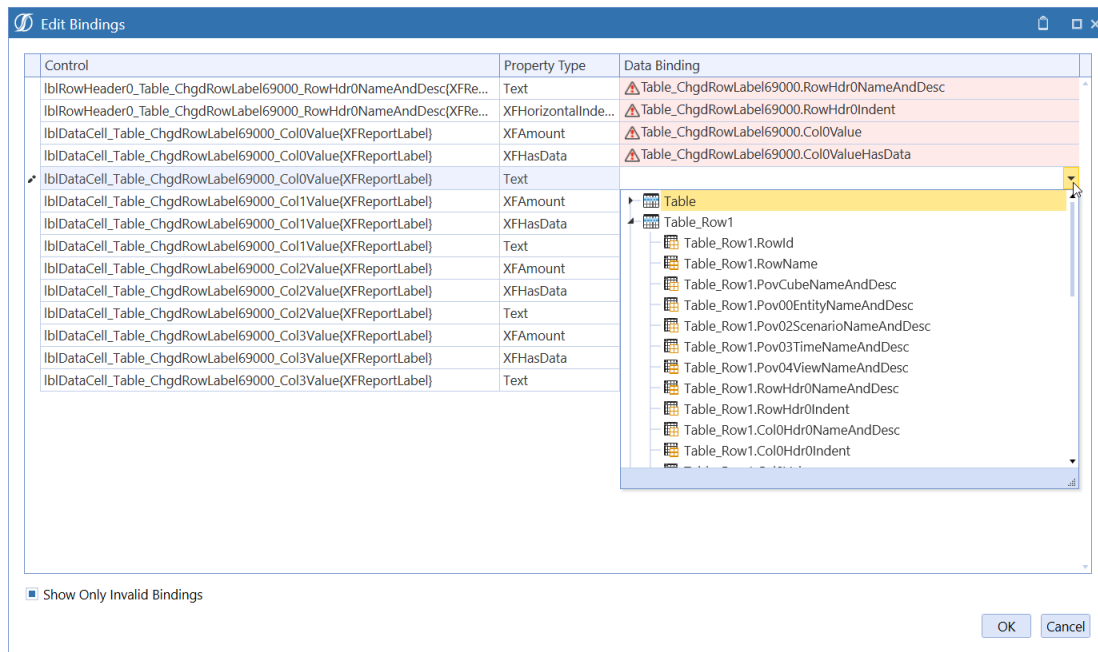 Edit Bindings
Control Property Type Data Binding
lblRowHeader0_Table_ChgdRowLabel69000_RowHdr0NameAndDesc{XFRe... Text Table_ChgdRowLabel69000.RowHdr0NameAndDesc
lblRowHeader0_Table_ChgdRowLabel69000_RowHdr0NameAndDesc{XFRe... XFHorizontalInde... Table_ChgdRowLabel69000.RowHdr0Indent
lblDataCell_Table_ChgdRowLabel69000_Col0Value{XFReportLabel} XFAmount Table_ChgdRowLabel69000.Col0Value
lblDataCell_Table_ChgdRowLabel69000_Col0Value{XFReportLabel} XFHasData Table_ChgdRowLabel69000.Col0ValueHasData
lblDataCell_Table_ChgdRowLabel69000_Col0Value{XFReportLabel} Text
lblDataCell_Table_ChgdRowLabel69000_Col1Value{XFReportLabel} XFAmount Table
lblDataCell_Table_ChgdRowLabel69000_Col1Value{XFReportLabel} XFHasData Table_Row1
lblDataCell_Table_ChgdRowLabel69000_Col1Value{XFReportLabel} Text Table_Row1.RowId
lblDataCell_Table_ChgdRowLabel69000_Col2Value{XFReportLabel} XFAmount Table_Row1.RowName
lblDataCell_Table_ChgdRowLabel69000_Col2Value{XFReportLabel} XFHasData Table_Row1.PovCubeNameAndDesc
lblDataCell_Table_ChgdRowLabel69000_Col2Value{XFReportLabel} Text Table_Row1.Pov00EntityNameAndDesc
lblDataCell_Table_ChgdRowLabel69000_Col3Value{XFReportLabel} XFAmount Table_Row1.Pov02ScenarioNameAndDesc
lblDataCell_Table_ChgdRowLabel69000_Col3Value{XFReportLabel} XFHasData Table_Row1.Pov03TimeNameAndDesc
lblDataCell_Table_ChgdRowLabel69000_Col3Value{XFReportLabel} Text Table_Row1.Pov04ViewNameAndDesc
Table_Row1.RowHdr0NameAndDesc
Table_Row1.RowHdr0Indent
Table_Row1.Col0Hdr0NameAndDesc
Table_Row1.Col0Hdr0Indent
Show Only Invalid Bindings
OK Cancel